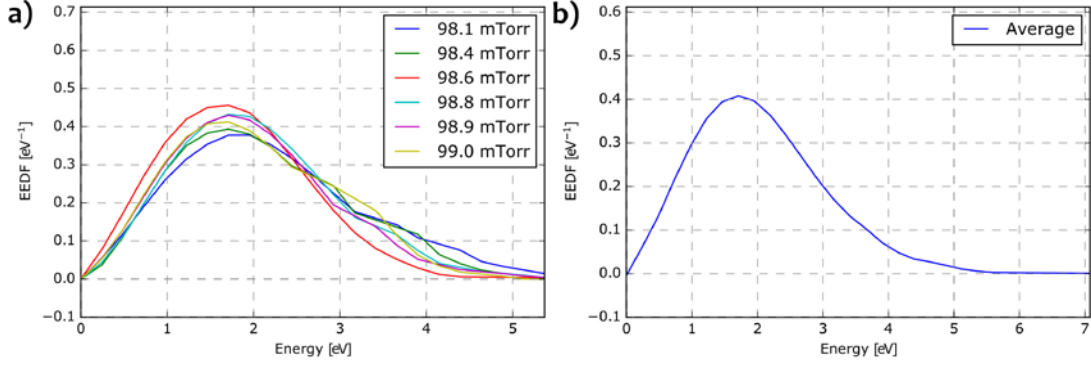 a)
0.7
0.6
0.5
0.4
0.3
0.2
0.1
0.0
−0.1
EEDF [eV⁻¹]
0 1 2 3 4 5
Energy [eV]
98.1 mTorr
98.4 mTorr
98.6 mTorr
98.8 mTorr
98.9 mTorr
99.0 mTorr
b)
0.6
0.5
0.4
0.3
0.2
0.1
0.0
−0.1
EEDF [eV⁻¹]
0 1 2 3 4 5 6 7
Energy [eV]
Average